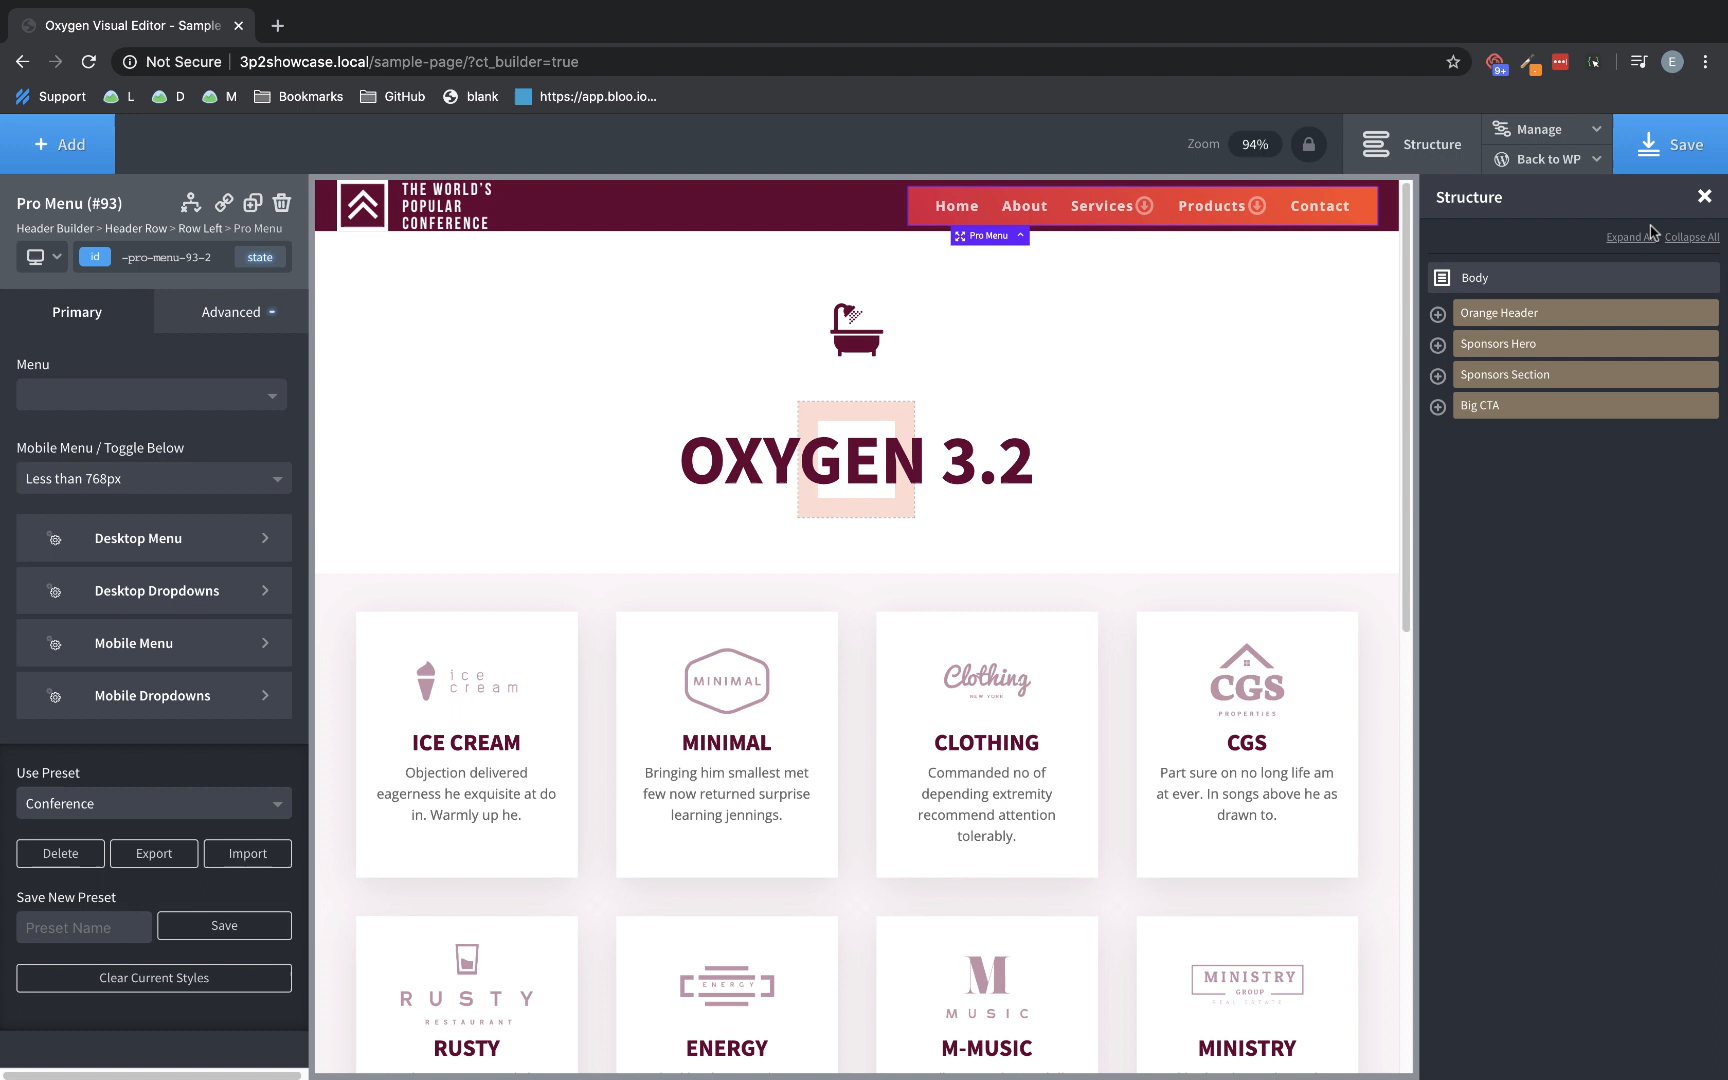 Oxygen Visual Editor - Sample
Not Secure
3p2showcase.local/sample-page/?ct_builder=true
9+
E
Support
L
D
M
Bookmarks
GitHub
blank
https://app.bloo.io...
+ Add
Zoom
94%
Structure
Manage
Back to WP
Save
Pro Menu (#93)
Header Builder > Header Row > Row Left > Pro Menu
id
-pro-menu-93-2
state
Primary
Advanced
Menu
Mobile Menu / Toggle Below
Less than 768px
Desktop Menu
Desktop Dropdowns
Mobile Menu
Mobile Dropdowns
Use Preset
Conference
Delete
Export
Import
Save New Preset
Preset Name
Save
Clear Current Styles
THE WORLD'S
POPULAR
CONFERENCE
Home
About
Services
Products
Contact
Pro Menu
OXYGEN 3.2
ice
cream
ICE CREAM
Objection delivered
eagerness he exquisite at do
in. Warmly up he.
MINIMAL
MINIMAL
Bringing him smallest met
few now returned surprise
learning jennings.
Clothing
NEW YORK
CLOTHING
Commanded no of
depending extremity
recommend attention
tolerably.
CGS
PROPERTIES
CGS
Part sure on no long life am
at ever. In songs above he as
drawn to.
RUSTY
RESTAURANT
RUSTY
ENERGY
ENERGY
M
MUSIC
M-MUSIC
MINISTRY
GROUP
REAL ESTATE
MINISTRY
Structure
Expand A
Collapse All
Body
Orange Header
Sponsors Hero
Sponsors Section
Big CTA